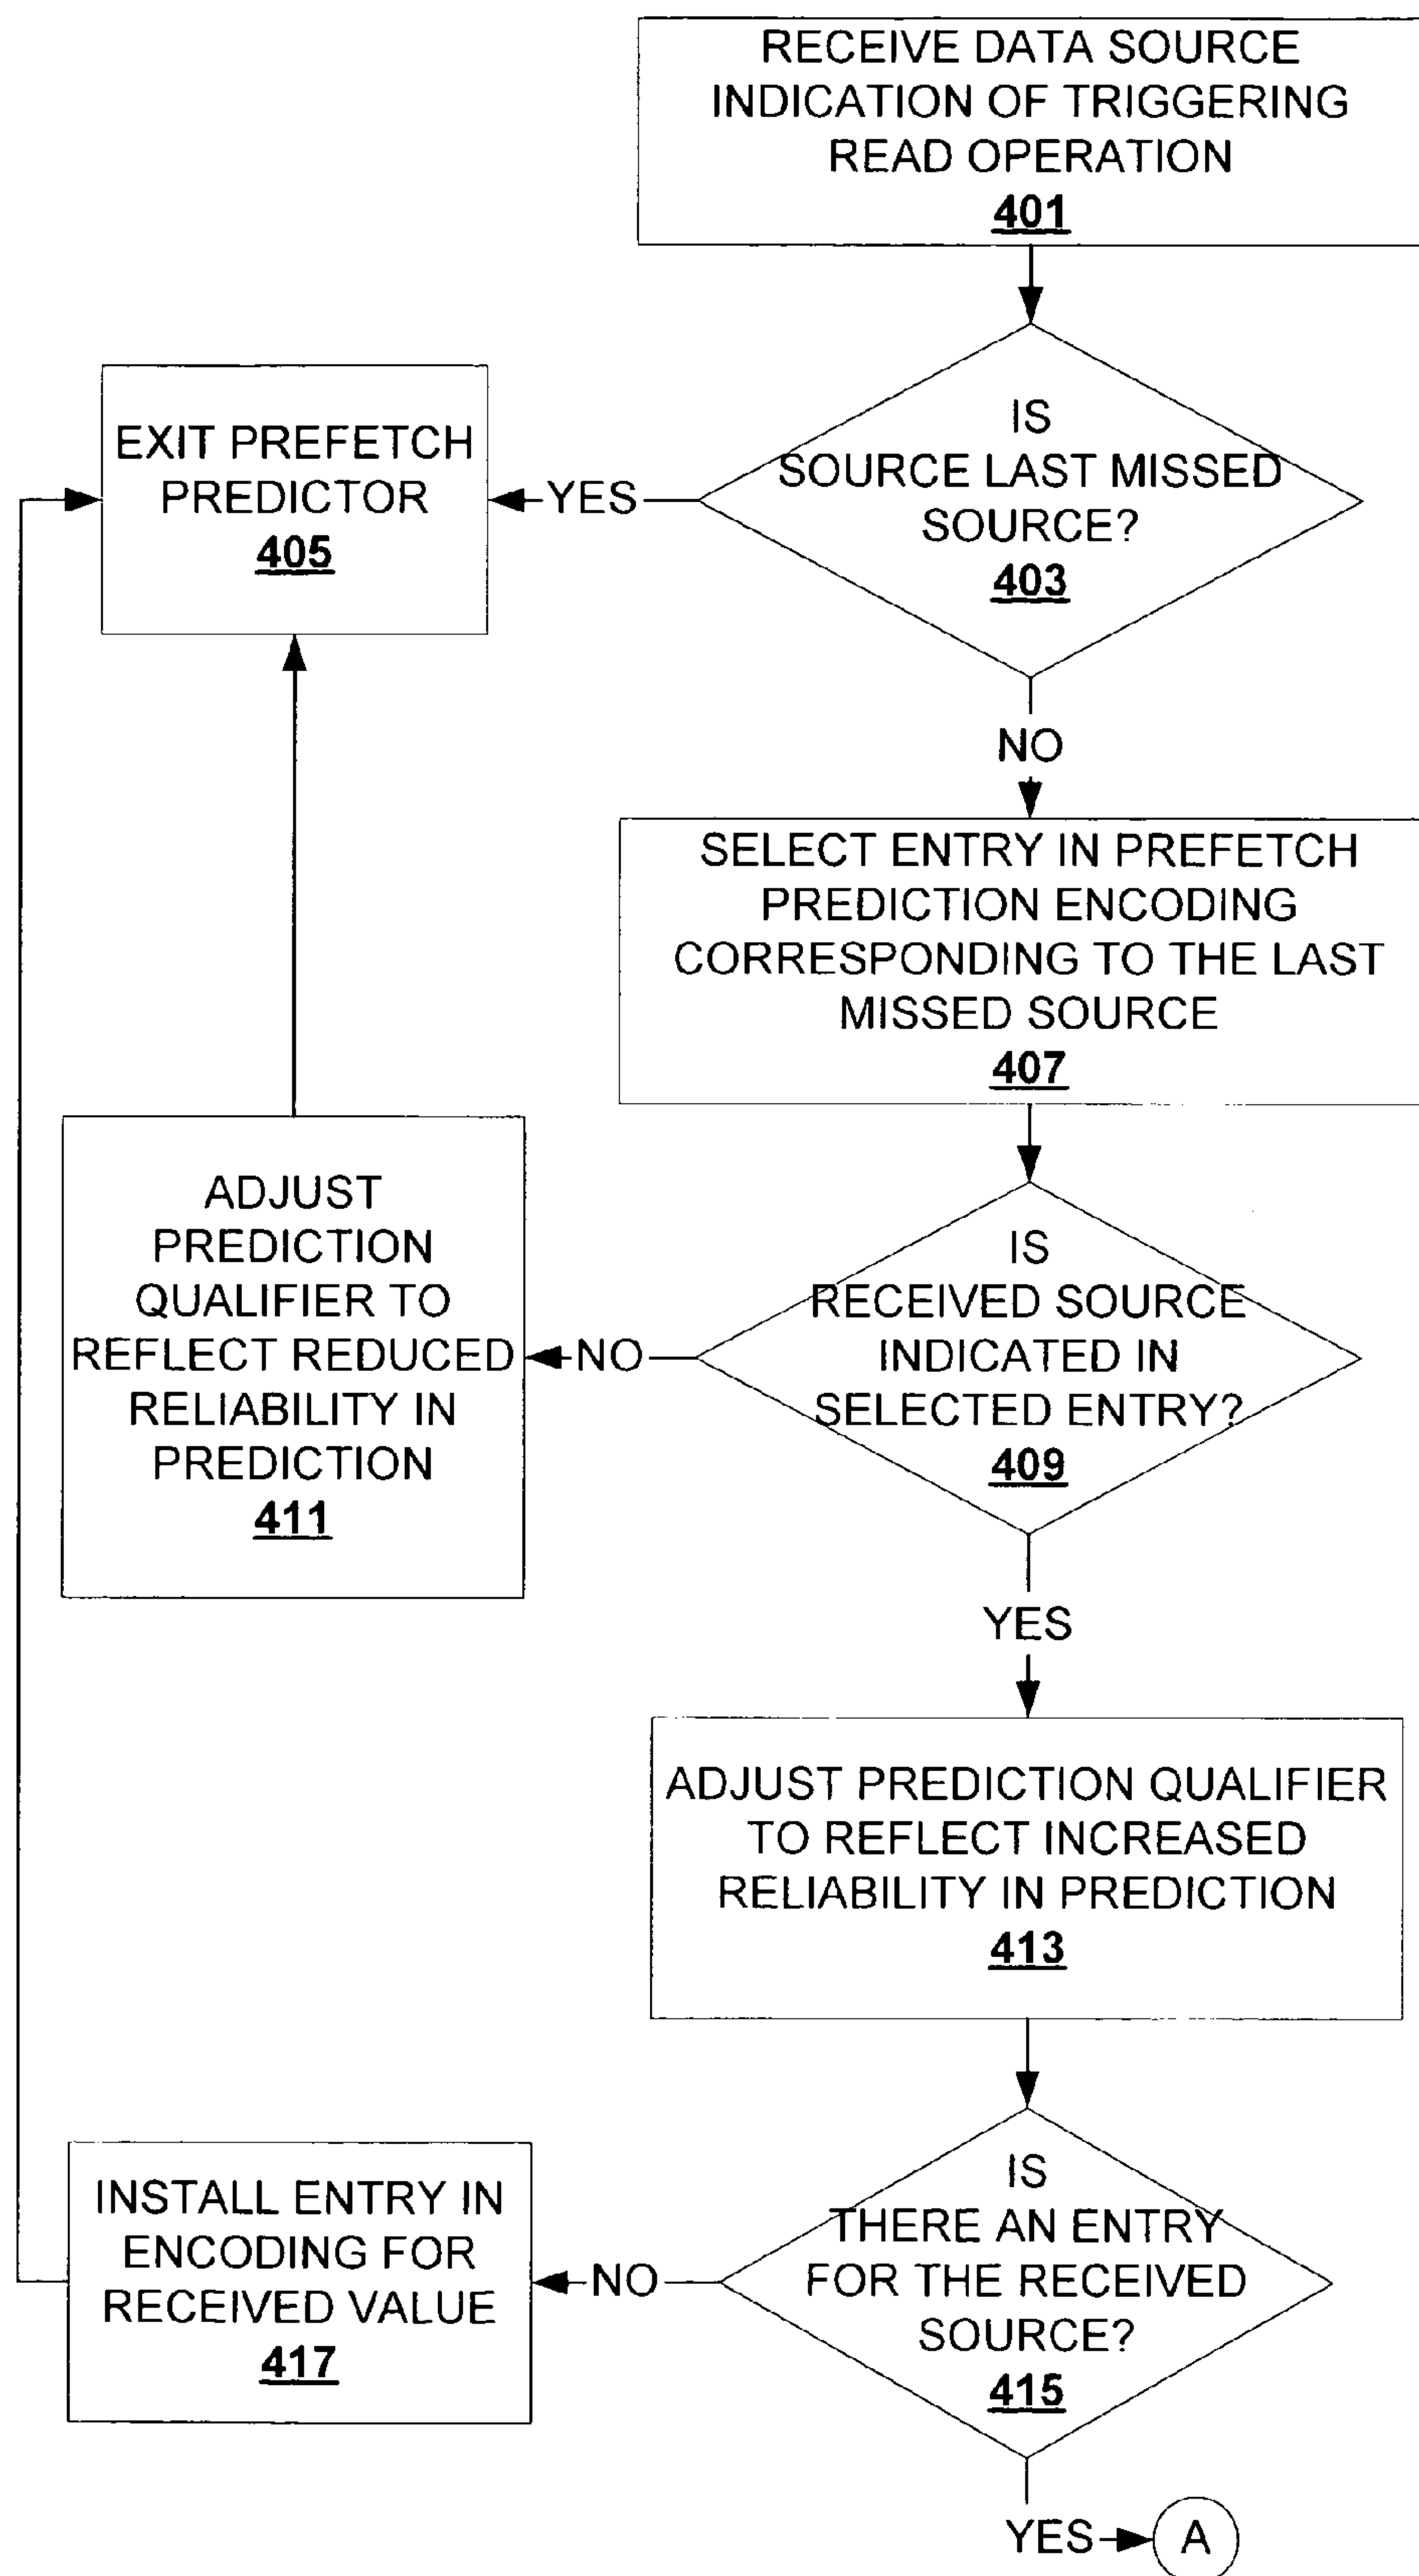 RECEIVE DATA SOURCE
INDICATION OF TRIGGERING
READ OPERATION
401
IS
SOURCE LAST MISSED
SOURCE?
403
YES
EXIT PREFETCH
PREDICTOR
405
NO
SELECT ENTRY IN PREFETCH
PREDICTION ENCODING
CORRESPONDING TO THE LAST
MISSED SOURCE
407
IS
RECEIVED SOURCE
INDICATED IN
SELECTED ENTRY?
409
NO
ADJUST
PREDICTION
QUALIFIER TO
REFLECT REDUCED
RELIABILITY IN
PREDICTION
411
YES
ADJUST PREDICTION QUALIFIER
TO REFLECT INCREASED
RELIABILITY IN PREDICTION
413
IS
THERE AN ENTRY
FOR THE RECEIVED
SOURCE?
415
NO
INSTALL ENTRY IN
ENCODING FOR
RECEIVED VALUE
417
YES
A